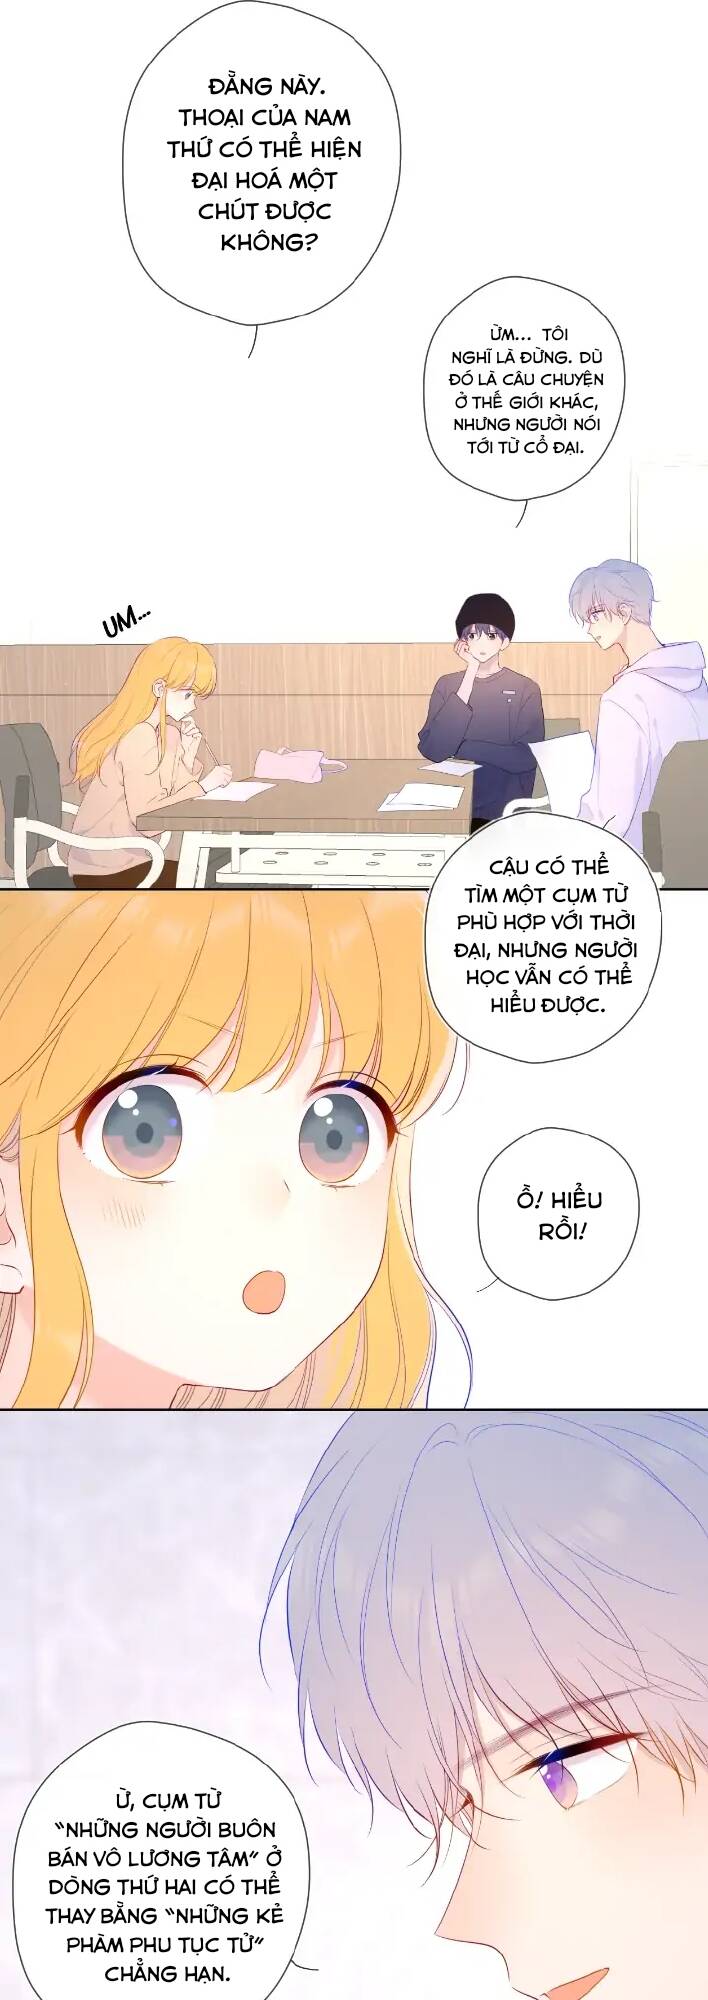 ĐẰNG NÀY.
THOẠI CỦA NAM
THỨ CÓ THỂ HIỆN
ĐẠI HOÁ MỘT
CHÚT ĐƯỢC
KHÔNG?
ỪM... TÔI
NGHĨ LÀ ĐỪNG. DÙ
ĐÓ LÀ CÂU CHUYỆN
Ở THẾ GIỚI KHÁC,
NHƯNG NGƯỜI NÓI
TỚI TỪ CỔ ĐẠI.
UM...
CẬU CÓ THỂ
TÌM MỘT CỤM TỪ
PHÙ HỢP VỚI THỜI
ĐẠI, NHƯNG NGƯỜI
HỌC VẪN CÓ THỂ
HIỂU ĐƯỢC.
Ồ! HIỂU
RỒI!
Ừ, CỤM TỪ
"NHỮNG NGƯỜI BUÔN
BÁN VÔ LƯƠNG TÂM" Ở
DÒNG THỨ HAI CÓ THỂ
THAY BẰNG "NHỮNG KẺ
PHÀM PHU TỤC TỬ"
CHẲNG HẠN.